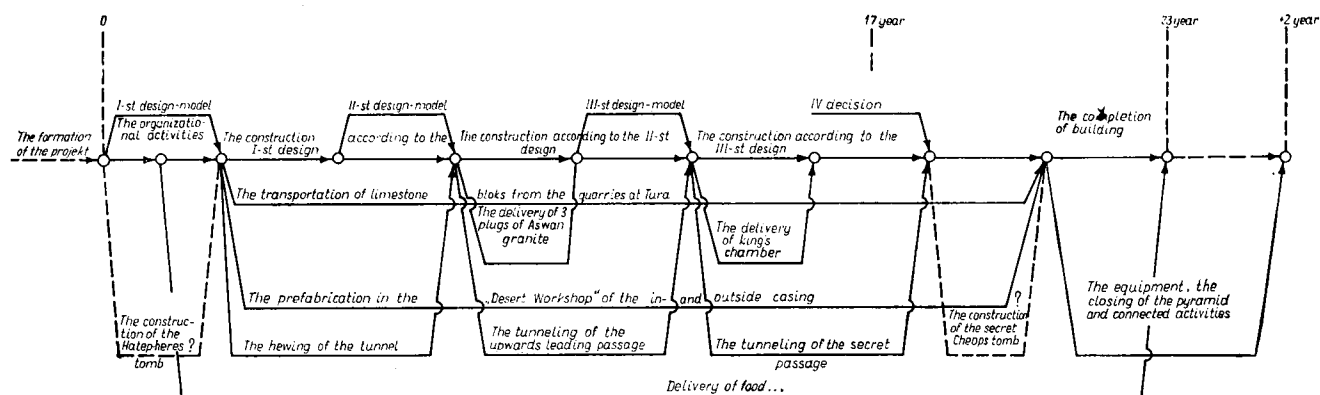 0
17 year
23 year
42 year
I-st design-model
II-st design-model
III-st design-model
IV decision
The formation
of the projekt
The organizatio-
nal activities
The construction
I-st design
according to the
The construction according to the II-st
design
The construction according to the
III-st design
The completion
of building
The transportation of limestone bloks from the quarries at Tura
The delivery of 3
plugs of Aswan
granite
The delivery
of king's
chamber
The prefabrication in the „Desert Workshop" of the in- and outside casing
?
The construc-
tion of the
Hatepheres ?
tomb
The hewing of the tunnel
The tunneling of the
upwards leading passage
The tunneling of the secret
passage
The construction
of the secret
Cheops tomb
The equipment, the
closing of the pyramid
and connected activities
Delivery of food...